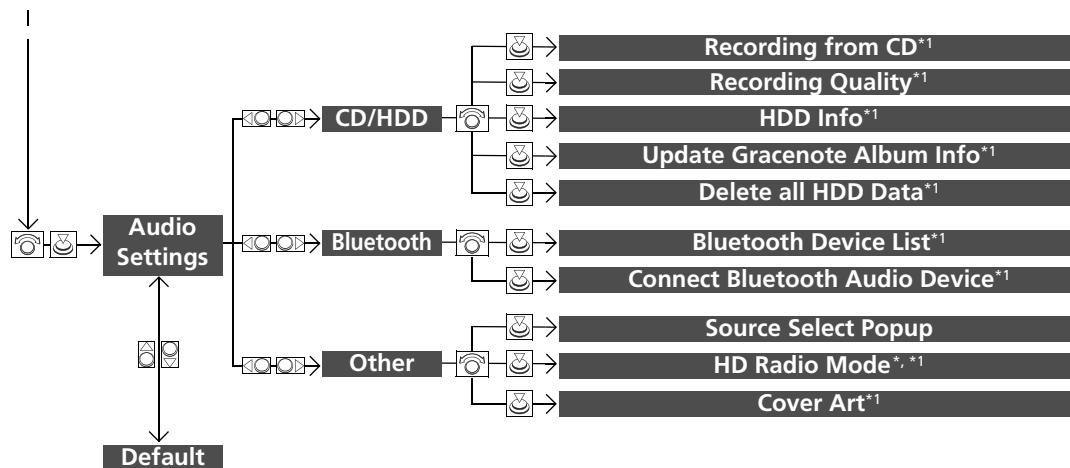 Recording from CD*1
Recording Quality*1
CD/HDD
HDD Info*1
Update Gracenote Album Info*1
Delete all HDD Data*1
Audio
Settings
Bluetooth
Bluetooth Device List*1
Connect Bluetooth Audio Device*1
Source Select Popup
Other
HD Radio Mode*, *1
Cover Art*1
Default